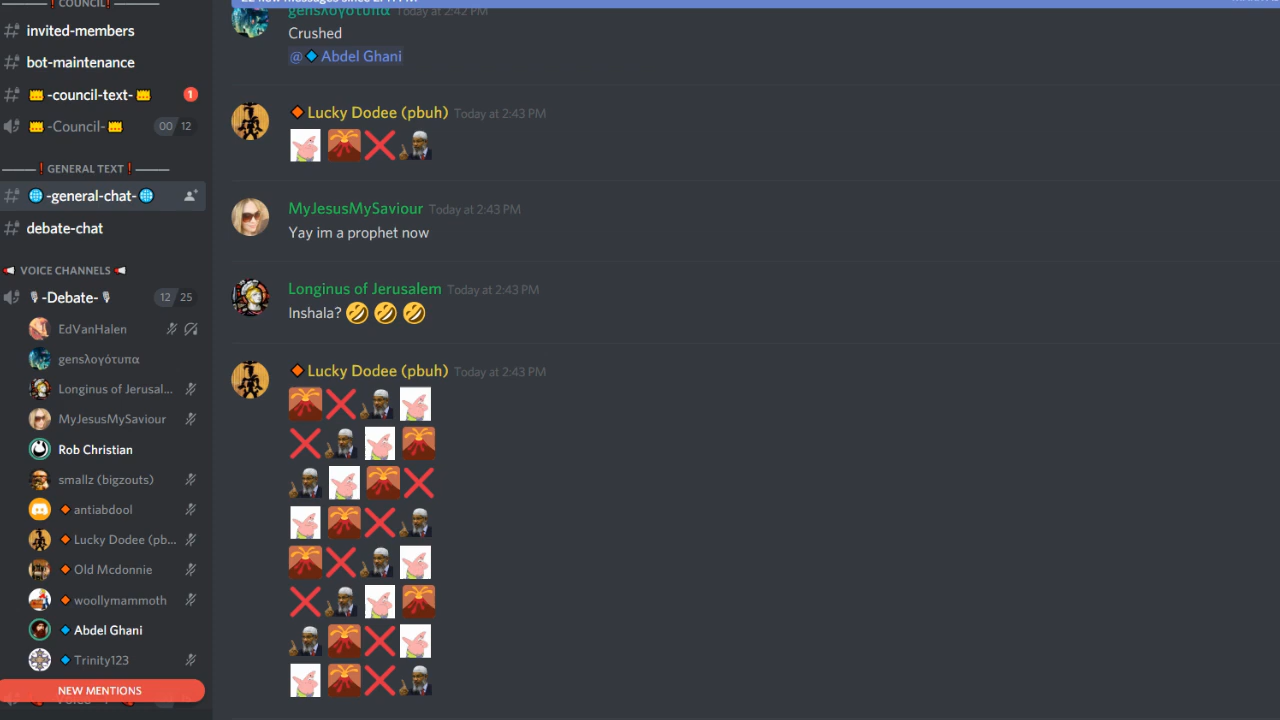 COUNCIL
invited-members
bot-maintenance
-council-text-
1
-Council-
00 12
GENERAL TEXT
-general-chat-
debate-chat
VOICE CHANNELS
-Debate-
12 25
EdVanHalen
gensλογότυπα
Longinus of Jerusal...
MyJesusMySaviour
Rob Christian
smallz (bigzouts)
antiabdool
Lucky Dodee (pb...
Old Mcdonnie
woollymammoth
Abdel Ghani
Trinity123
NEW MENTIONS
gensλογότυπα Today at 2:42 PM
Crushed
@ Abdel Ghani
Lucky Dodee (pbuh) Today at 2:43 PM
MyJesusMySaviour Today at 2:43 PM
Yay im a prophet now
Longinus of Jerusalem Today at 2:43 PM
Inshala?
Lucky Dodee (pbuh) Today at 2:43 PM